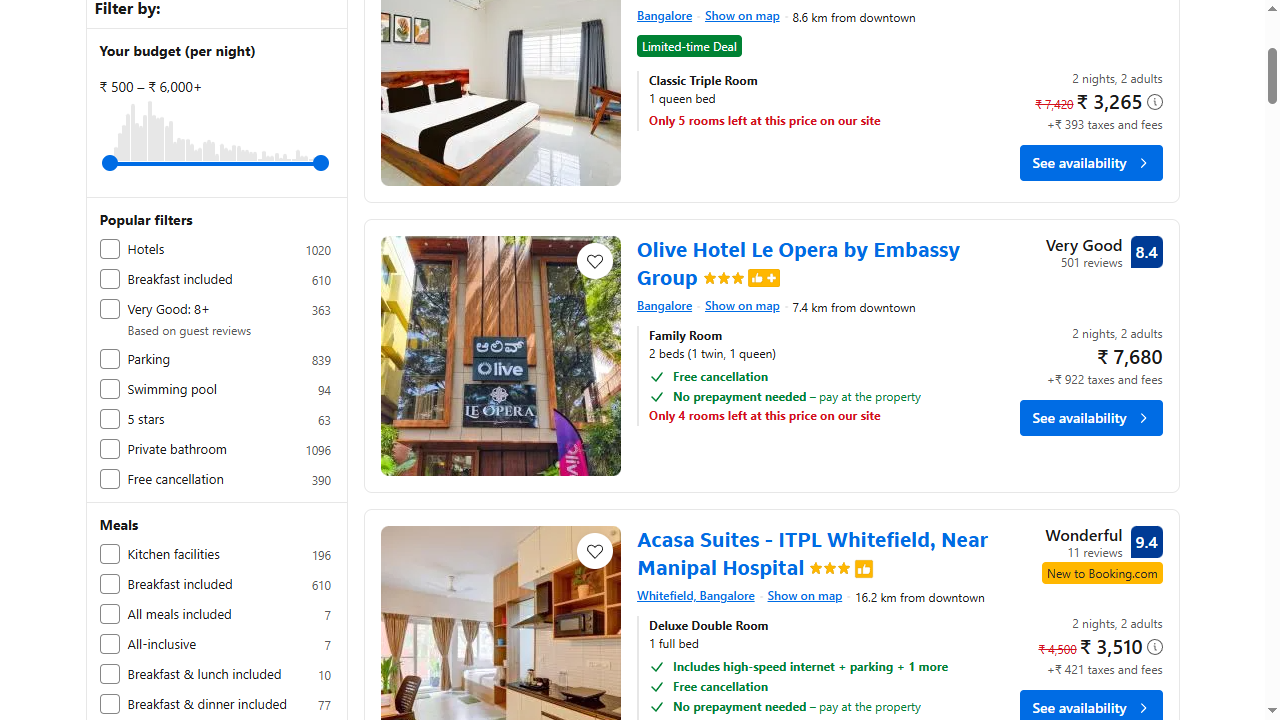 Filter by:
Your budget (per night)
₹ 500 – ₹ 6,000+
Popular filters
Hotels 1020
Breakfast included 610
Very Good: 8+ 363
Based on guest reviews
Parking 839
Swimming pool 94
5 stars 63
Private bathroom 1096
Free cancellation 390
Meals
Kitchen facilities 196
Breakfast included 610
All meals included 7
All-inclusive 7
Breakfast & lunch included 10
Breakfast & dinner included 77
Bangalore Show on map 8.6 km from downtown
Limited-time Deal
Classic Triple Room
1 queen bed
Only 5 rooms left at this price on our site
2 nights, 2 adults
₹ 7,420 ₹ 3,265
+₹ 393 taxes and fees
See availability
ಆಲಿವ್
Olive
LE OPERA
olive
Olive Hotel Le Opera by Embassy
Group
Very Good 8.4
501 reviews
Bangalore Show on map 7.4 km from downtown
Family Room
2 beds (1 twin, 1 queen)
Free cancellation
No prepayment needed – pay at the property
Only 4 rooms left at this price on our site
2 nights, 2 adults
₹ 7,680
+₹ 922 taxes and fees
See availability
Acasa Suites - ITPL Whitefield, Near
Manipal Hospital
Wonderful 9.4
11 reviews
New to Booking.com
Whitefield, Bangalore Show on map 16.2 km from downtown
Deluxe Double Room
1 full bed
Includes high-speed internet + parking + 1 more
Free cancellation
No prepayment needed – pay at the property
2 nights, 2 adults
₹ 4,500 ₹ 3,510
+₹ 421 taxes and fees
See availability